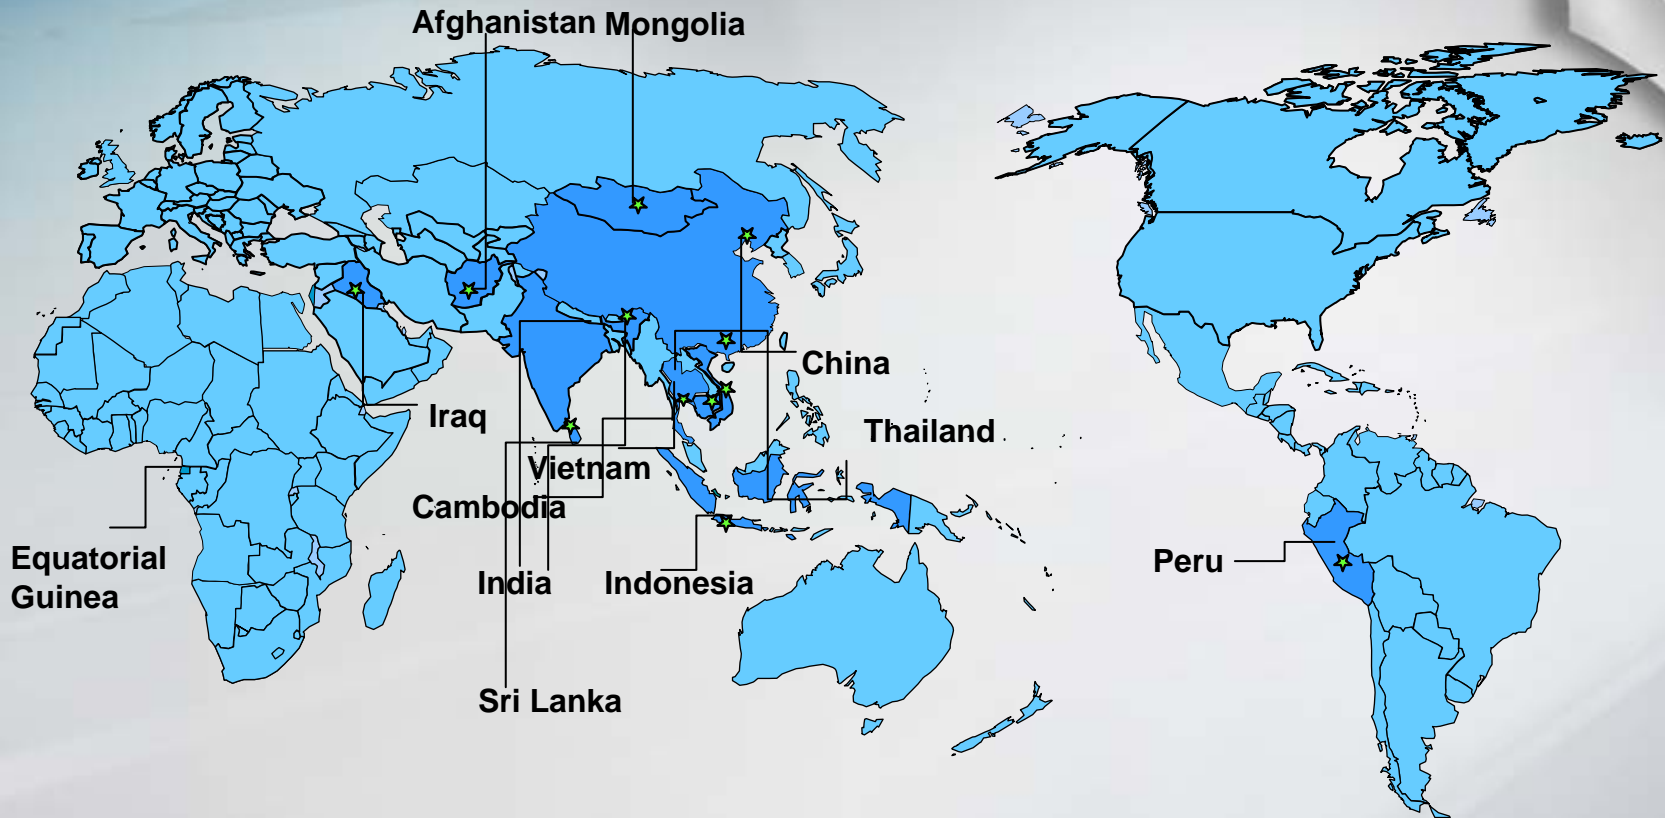 Afghanistan Mongolia
China
Iraq
Thailand
Vietnam
Cambodia
Equatorial
Guinea
India
Indonesia
Peru
Sri Lanka